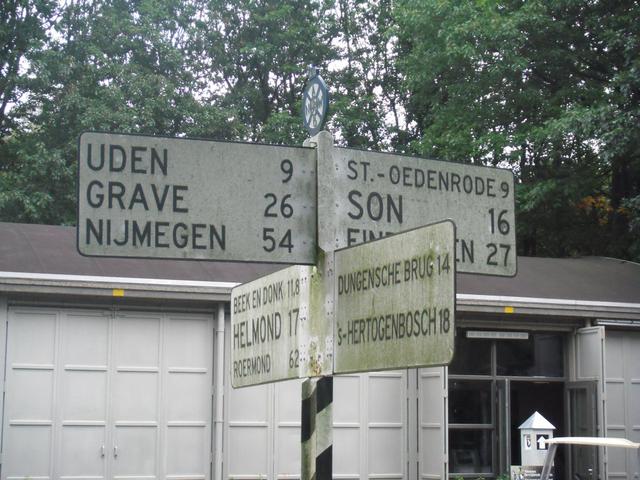 UDEN 9
GRAVE 26
NIJMEGEN 54
ST.-OEDENRODE 9
SON 16
27
BEEK EN DONK 11.8
HELMOND 17
ROERMOND 62
DUNGENSCHE BRUG 14
'S-HERTOGENBOSCH 18